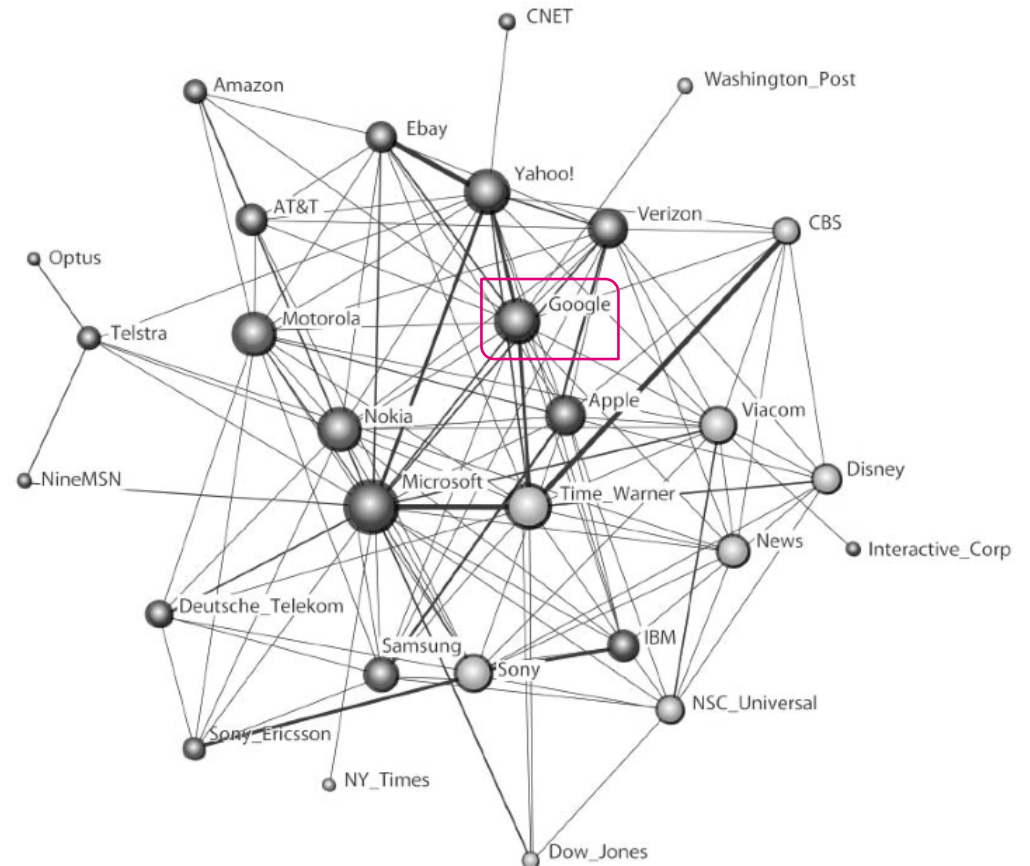 CNET
Washington_Post
Amazon
Ebay
Yahoo!
AT&T
Verizon
CBS
Optus
Google
Motorola
Telstra
Apple
Nokia
Viacom
Disney
NineMSN
Microsoft
Time_Warner
News
Interactive_Corp
Deutsche_Telekom
Samsung
IBM
Sony
NSC_Universal
Sony_Ericsson
NY_Times
Dow_Jones